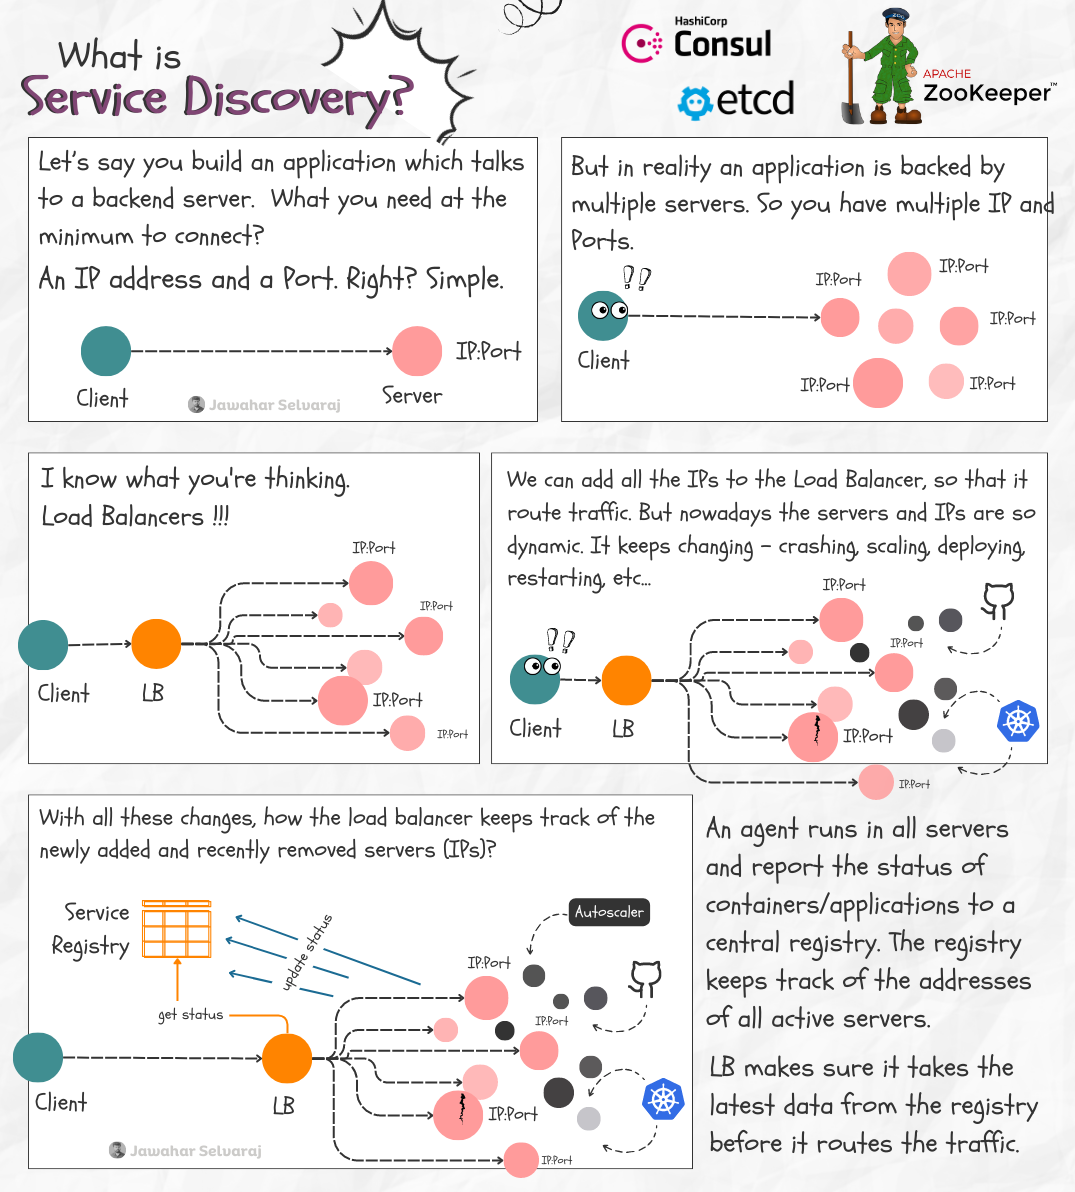 What is
Service Discovery?
HashiCorp
Consul
etcd
ZOO
APACHE
ZooKeeper™
Let's say you build an application which talks
to a backend server. What you need at the
minimum to connect?
An IP address and a Port. Right? Simple.
IP:Port
Client
Server
Jawahar Selvaraj
But in reality an application is backed by
multiple servers. So you have multiple IP and
Ports.
!!
IP:Port
IP:Port
IP:Port
Client
IP:Port
IP:Port
I know what you're thinking.
Load Balancers !!!
IP:Port
IP:Port
Client
LB
IP:Port
IP:Port
We can add all the IPs to the Load Balancer, so that it
route traffic. But nowadays the servers and IPs are so
dynamic. It keeps changing - crashing, scaling, deploying,
restarting, etc...
IP:Port
!!
IP:Port
Client
LB
IP:Port
IP:Port
With all these changes, how the load balancer keeps track of the
newly added and recently removed servers (IPs)?
Service
Registry
update status
Autoscaler
IP:Port
get status
IP:Port
Client
LB
IP:Port
IP:Port
Jawahar Selvaraj
An agent runs in all servers
and report the status of
containers/applications to a
central registry. The registry
keeps track of the addresses
of all active servers.
LB makes sure it takes the
latest data from the registry
before it routes the traffic.